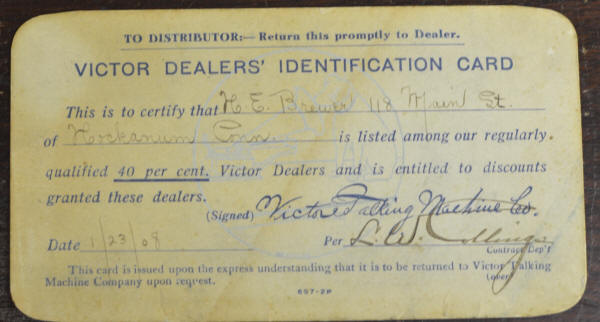 TO DISTRIBUTOR:— Return this promptly to Dealer.
VICTOR DEALERS' IDENTIFICATION CARD
This is to certify that H. E. Brewer 118 Main St.
of Hockanum Conn is listed among our regularly
qualified 40 per cent. Victor Dealers and is entitled to discounts
granted these dealers.
(Signed) Victor Talking Machine Co.
Date 1/23/08 Per L. W.
Contract Dep't
This card is issued upon the express understanding that it is to be returned to Victor Talking
Machine Company upon request. (over)
697-2P